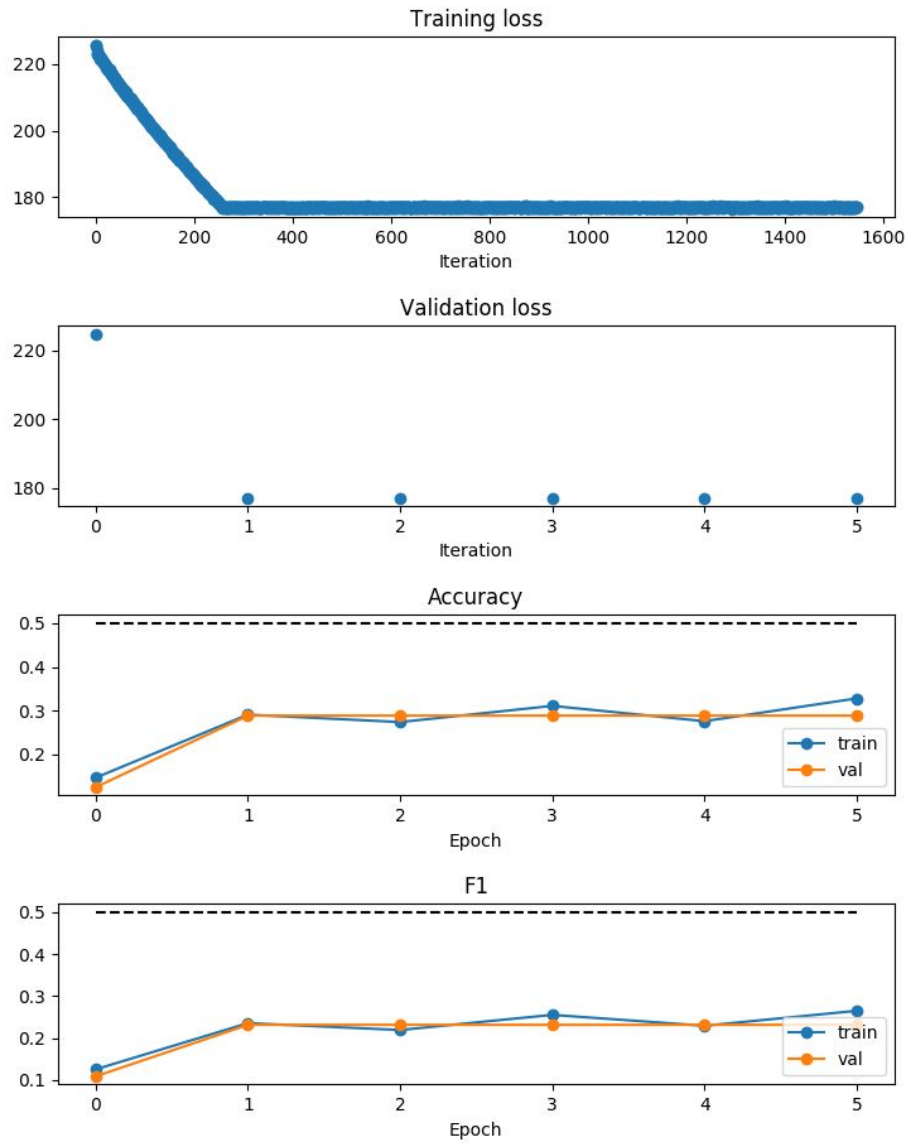 Training loss
220
200
180
0 200 400 600 800 1000 1200 1400 1600
Iteration
Validation loss
220
200
180
0 1 2 3 4 5
Iteration
Accuracy
0.5
0.4
0.3
0.2
train
val
0 1 2 3 4 5
Epoch
F1
0.5
0.4
0.3
0.2
0.1
train
val
0 1 2 3 4 5
Epoch